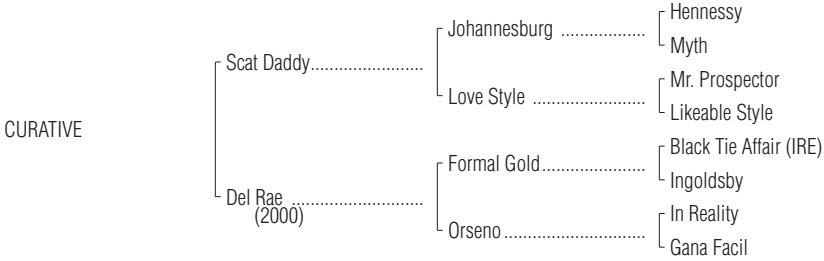 Hennessy
Johannesburg ....................
Myth
Scat Daddy.........................
Mr. Prospector
Love Style .........................
Likeable Style
CURATIVE
Black Tie Affair (IRE)
Formal Gold.......................
Ingoldsby
Del Rae .............................
(2000)
In Reality
Orseno...............................
Gana Facil